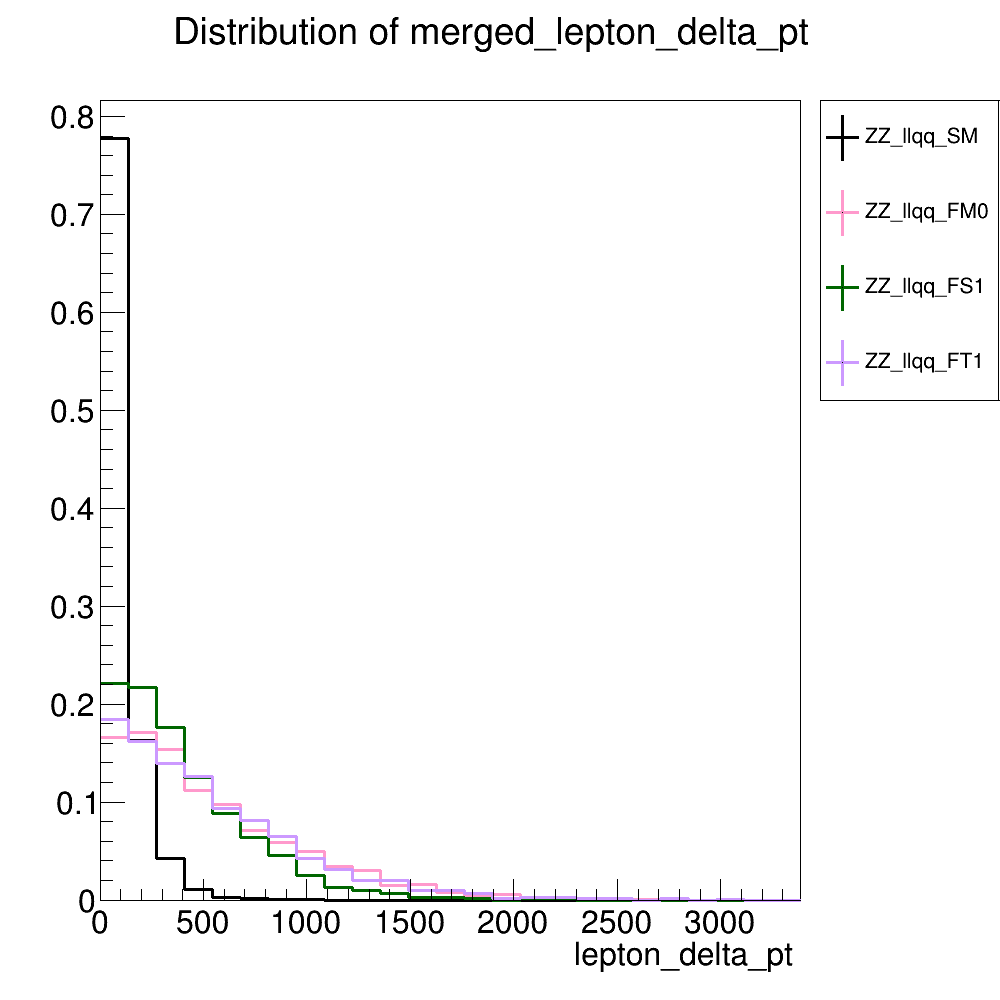 Distribution of merged_lepton_delta_pt
0.8
0.7
0.6
0.5
0.4
0.3
0.2
0.1
0
0 500 1000 1500 2000 2500 3000
lepton_delta_pt
ZZ_llqq_SM
ZZ_llqq_FM0
ZZ_llqq_FS1
ZZ_llqq_FT1